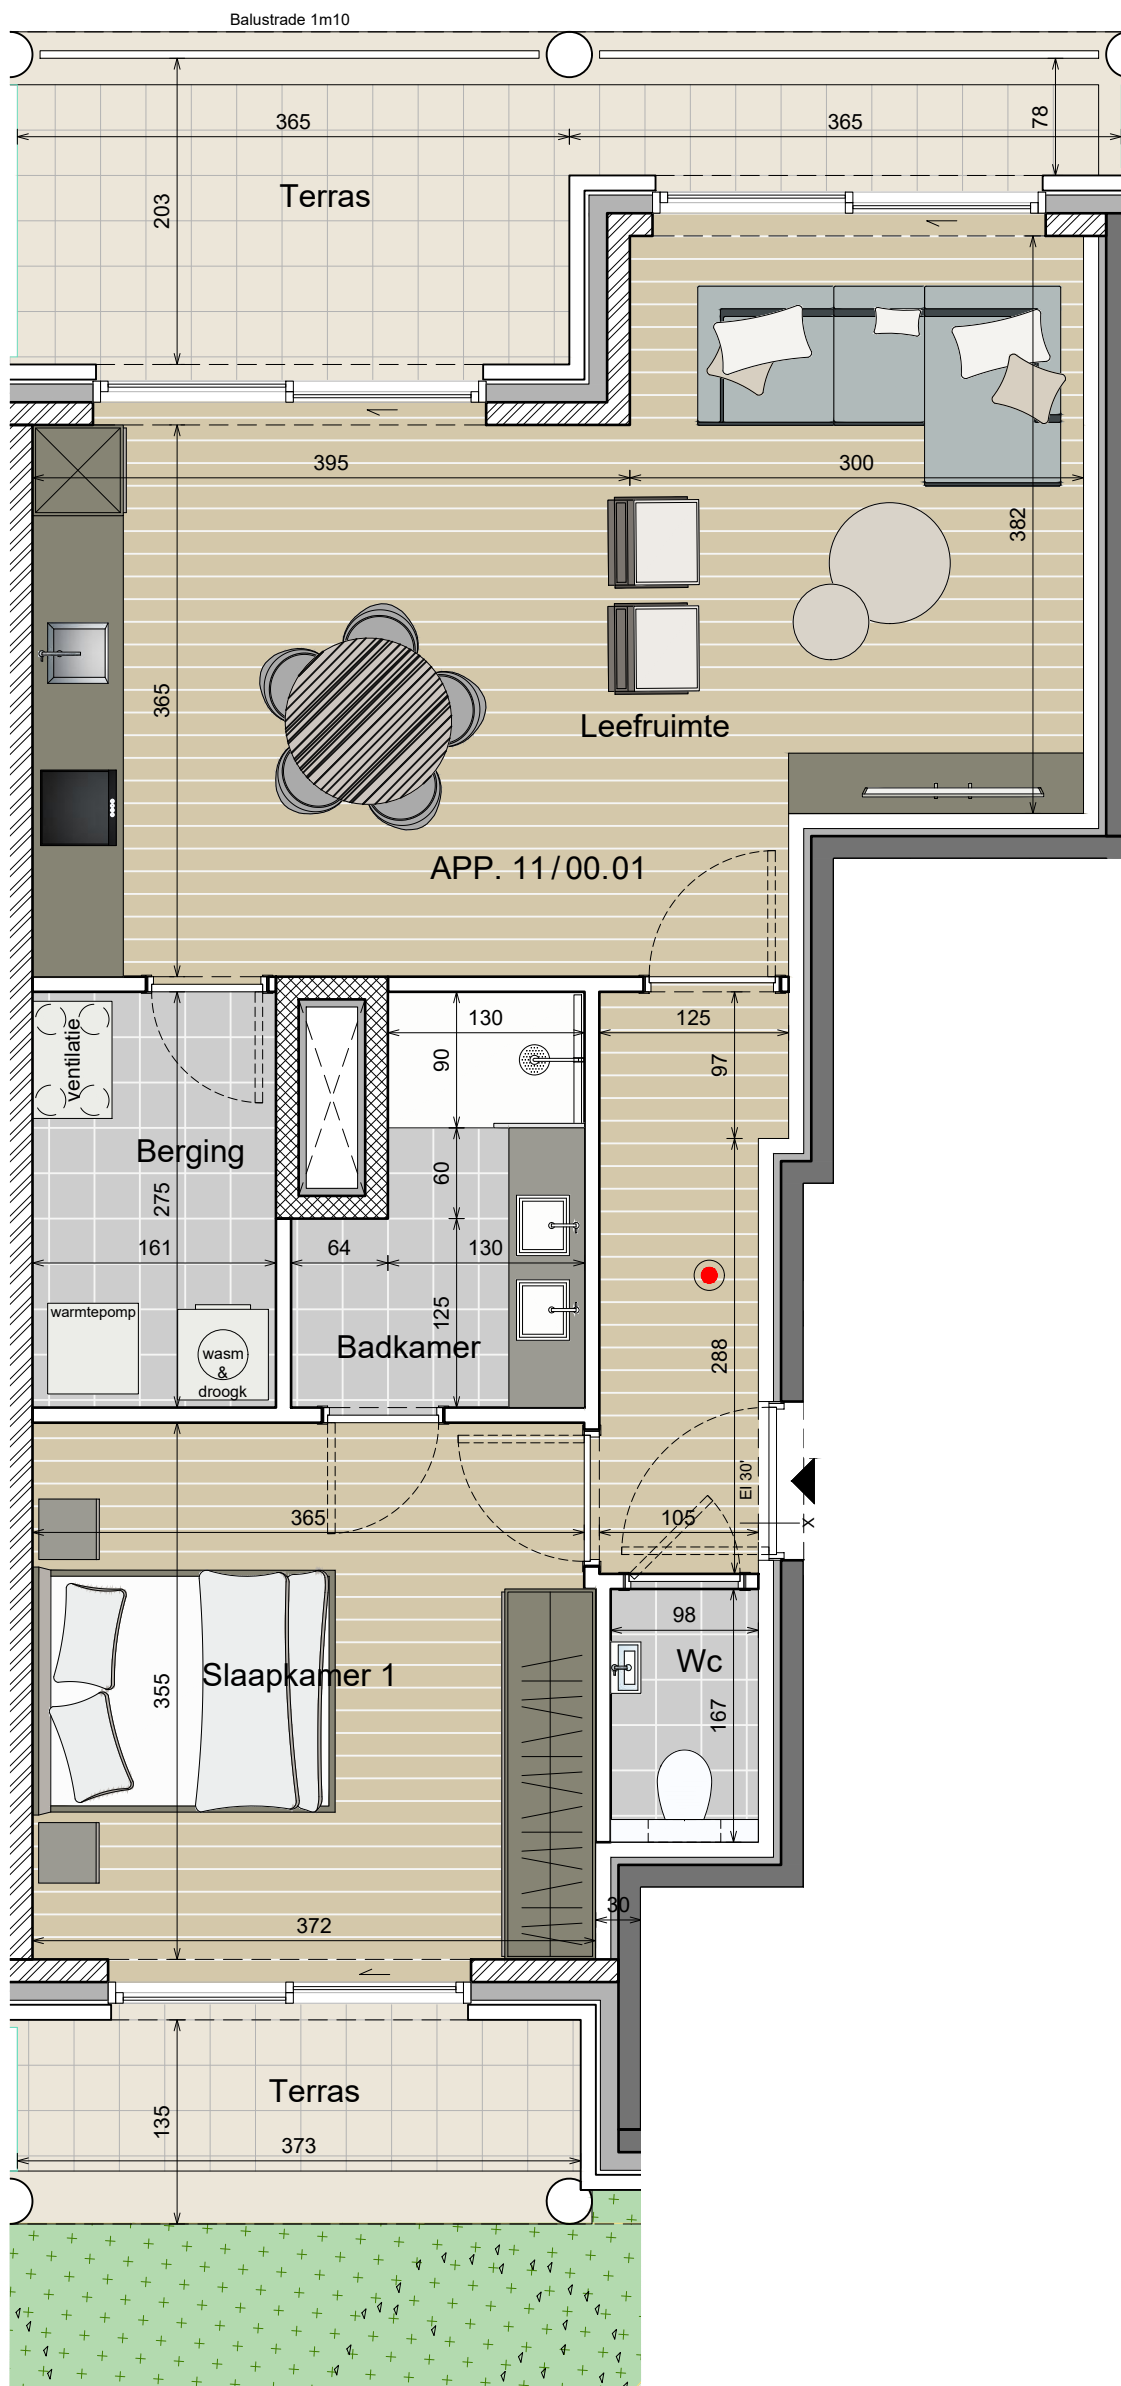 Balustrade 1m10
365
365
78
203
Terras
395
300
382
365
Leefruimte
APP. 11/00.01
ventilatie
130
125
90
97
Berging
275
60
161
64
130
125
warmtepomp
wasm
&
droogk
Badkamer
288
EI 30'
365
105
X
98
Wc
Slaapkamer 1
355
167
30
372
Terras
135
373